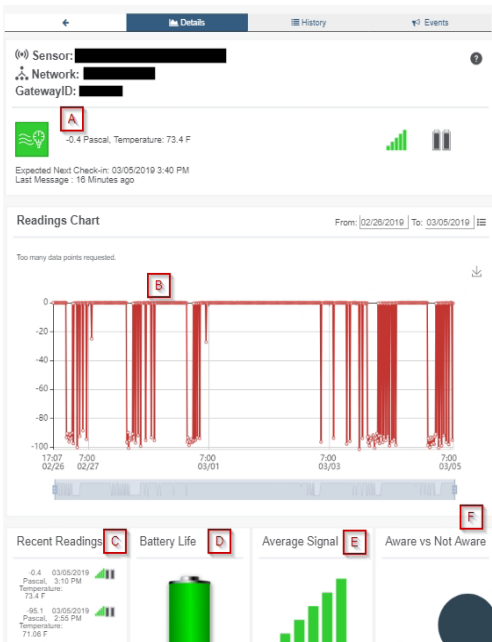 Details
History
Events
Sensor:
Network:
GatewayID:
A
-0.4 Pascal, Temperature: 73.4 F
Expected Next Check-in: 03/05/2019 3:40 PM
Last Message : 16 Minutes ago
Readings Chart
From: 02/26/2019 To: 03/05/2019
Too many data points requested.
B
0
-20
-40
-60
-80
-100
17:07 7:00 7:00 7:00 7:00
02/26 02/27 03/01 03/03 03/05
F
Recent Readings C Battery Life D Average Signal E Aware vs Not Aware
-0.4 03/05/2019
Pascal, 3:10 PM
Temperature:
73.4 F
-95.1 03/05/2019
Pascal, 2:55 PM
Temperature:
71.06 F